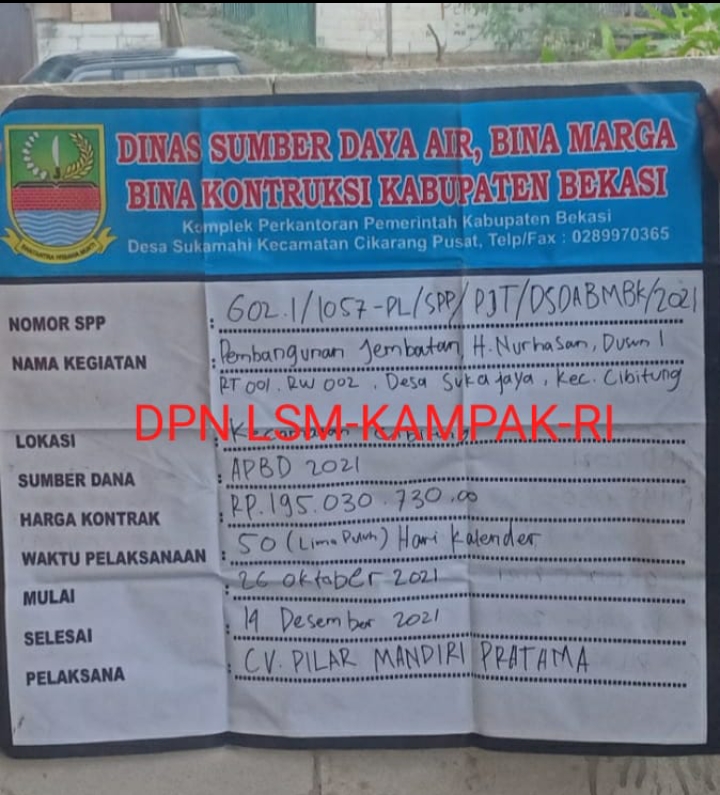 DINAS SUMBER DAYA AIR, BINA MARGA
BINA KONTRUKSI KABUPATEN BEKASI
Komplek Perkantoran Pemerintah Kabupaten Bekasi
Desa Sukamahi Kecamatan Cikarang Pusat, Telp/Fax : 0289970365
NOMOR SPP : 602.1/1057-PL/SPP/PJT/DSDABMBK/2021
NAMA KEGIATAN : Pembangunan Jembatan H. Nurhasan, Dusun 1
RT 001. RW 002. Desa Sukajaya, Kec. Cibitung
DPN.LSM-KAMPAK-RI
LOKASI : Kecamatan Cibitung
SUMBER DANA : APBD 2021
HARGA KONTRAK : RP.195.030.730.00
WAKTU PELAKSANAAN : 50 (Lima Puluh) Hari Kalender
MULAI : 26 Oktober 2021
SELESAI : 14 Desember 2021
PELAKSANA : CV. PILAR MANDIRI PRATAMA